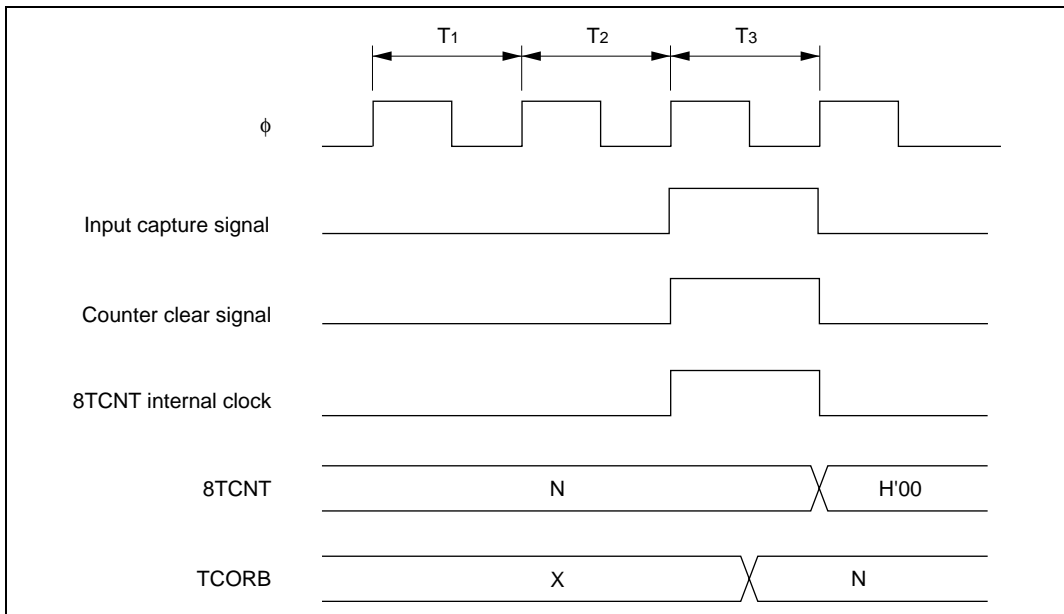 T1 T2 T3
φ
Input capture signal
Counter clear signal
8TCNT internal clock
8TCNT N H'00
TCORB X N